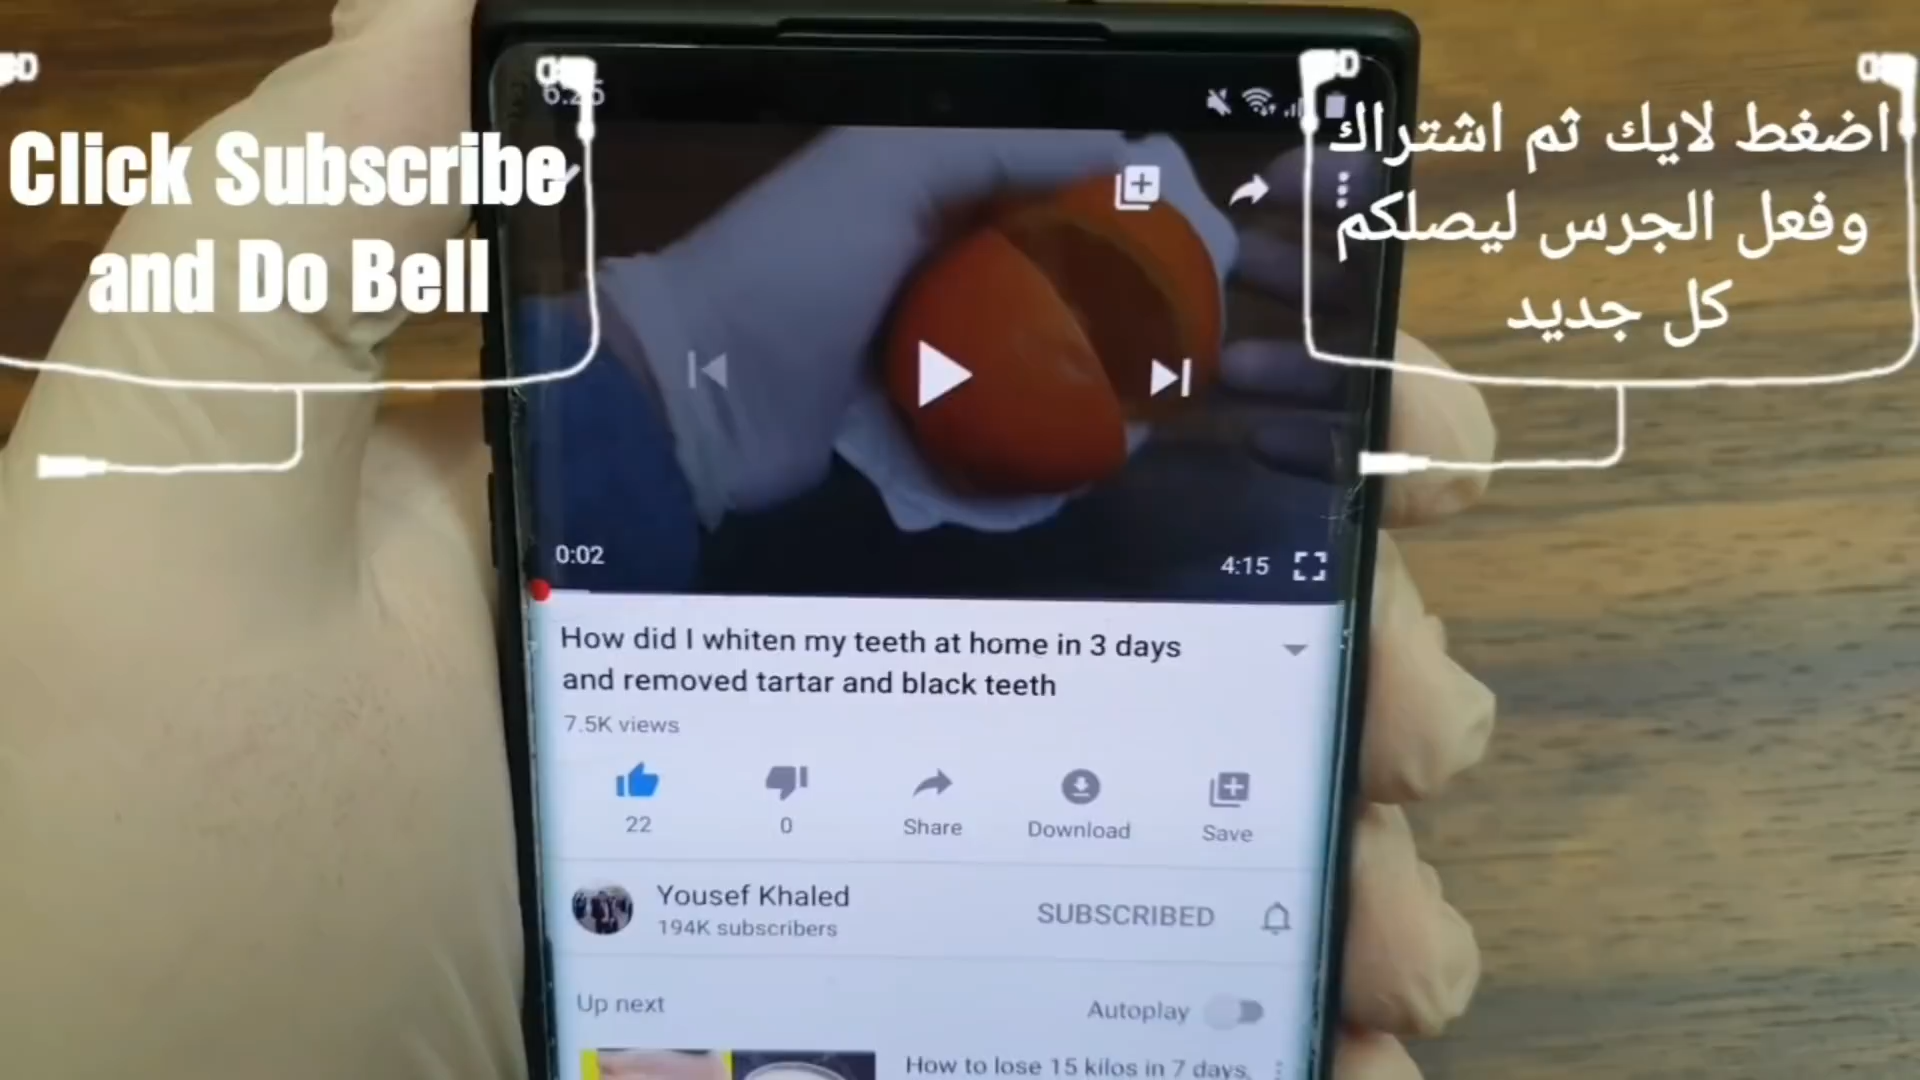 6:25
Click Subscribe
and Do Bell
اضغط لايك ثم اشتراك
وفعل الجرس ليصلكم
كل جديد
0:02
4:15
How did I whiten my teeth at home in 3 days
and removed tartar and black teeth
7.5K views
22
0
Share
Download
Save
Yousef Khaled
194K subscribers
SUBSCRIBED
Up next
Autoplay
How to lose 15 kilos in 7 days,